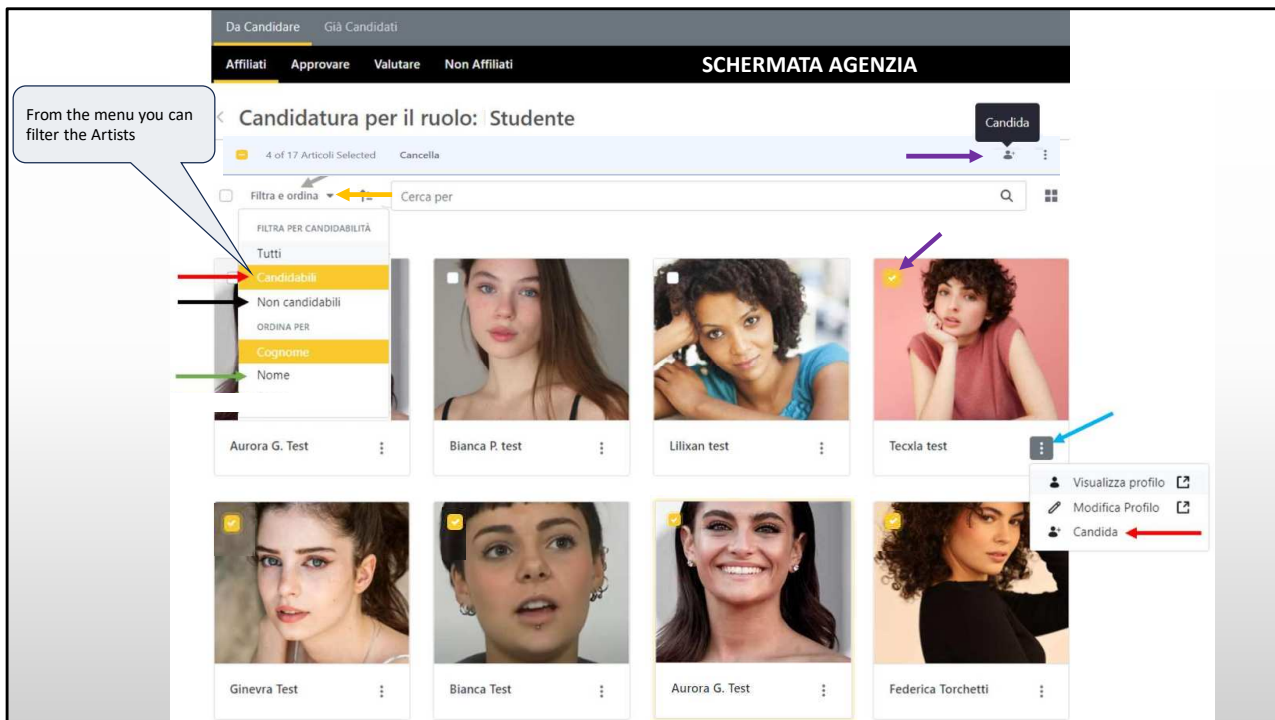 Da Candidare Già Candidati
Affiliati Approvare Valutare Non Affiliati SCHERMATA AGENZIA
From the menu you can
filter the Artists
Candidatura per il ruolo: Studente
Candida
4 of 17 Articoli Selected Cancella
Filtra e ordina Cerca per
FILTRA PER CANDIDABILITÀ
Tutti
Candidabili
Non candidabili
ORDINA PER
Cognome
Nome
Aurora G. Test Bianca P. test Lilixan test Tecxla test
Visualizza profilo
Modifica Profilo
Candida
Ginevra Test Bianca Test Aurora G. Test Federica Torchetti